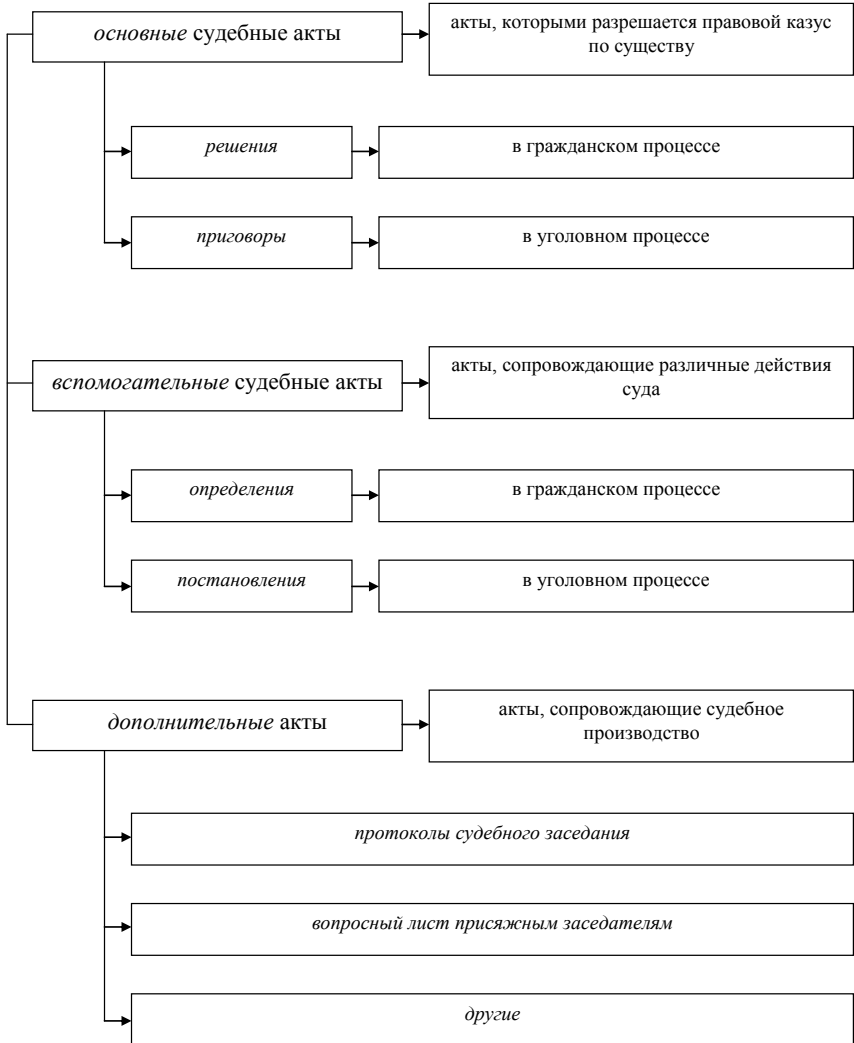 основные судебные акты
акты, которыми разрешается правовой казус
по существу
решения
в гражданском процессе
приговоры
в уголовном процессе
вспомогательные судебные акты
акты, сопровождающие различные действия
суда
определения
в гражданском процессе
постановления
в уголовном процессе
дополнительные акты
акты, сопровождающие судебное
производство
протоколы судебного заседания
вопросный лист присяжным заседателям
другие